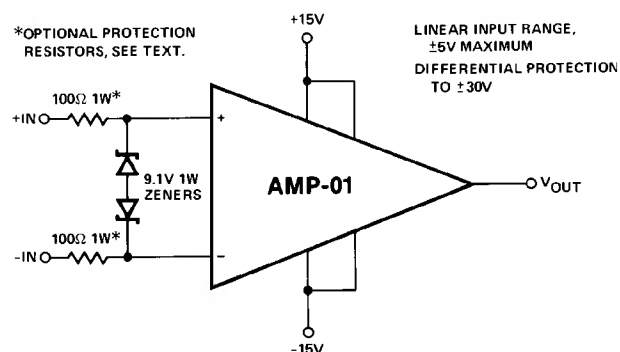 *OPTIONAL PROTECTION
RESISTORS, SEE TEXT.
+15V
LINEAR INPUT RANGE,
±5V MAXIMUM
DIFFERENTIAL PROTECTION
TO ±30V
100Ω 1W*
+IN
+
9.1V 1W
ZENERS
AMP-01
VOUT
100Ω 1W*
-IN
−
-15V